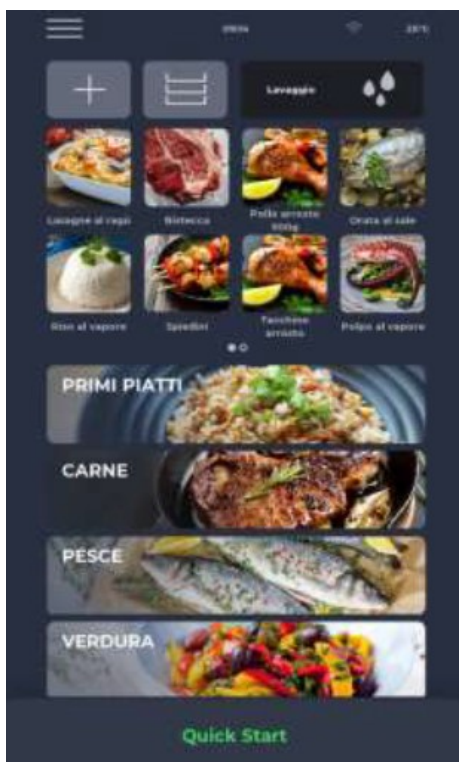 Lavaggio
Lasagne al ragù
Bistecca
Pollo arrosto
800g
Orata al sale
Riso al vapore
Spiedini
Tacchino
arrosto
Polpo al vapore
PRIMI PIATTI
CARNE
PESCE
VERDURA
Quick Start